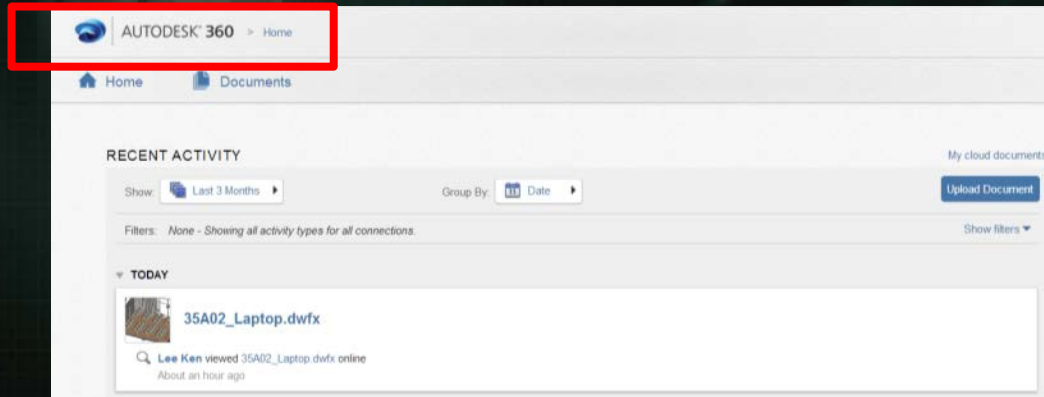 AUTODESK® 360 > Home
Home Documents
RECENT ACTIVITY
My cloud documents
Show: Last 3 Months Group By: Date Upload Document
Filters: None - Showing all activity types for all connections. Show filters
TODAY
35A02_Laptop.dwfx
Lee Ken viewed 35A02_Laptop.dwfx online
About an hour ago